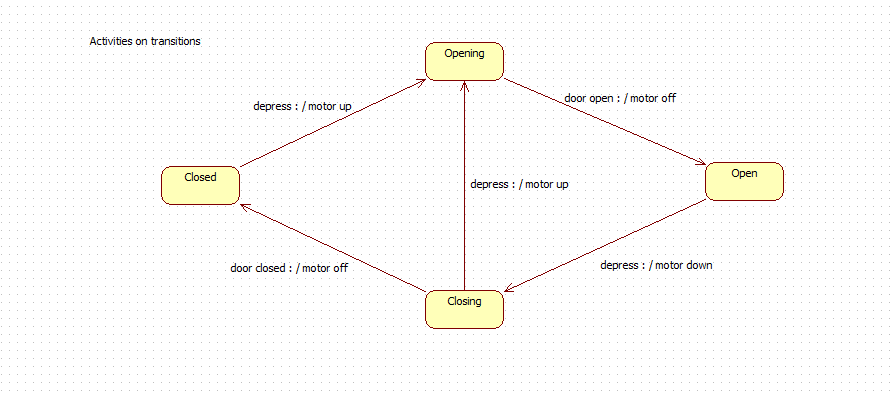 Activities on transitions
Opening
depress : / motor up
door open : / motor off
Closed
Open
depress : / motor up
door closed : / motor off
depress : / motor down
Closing